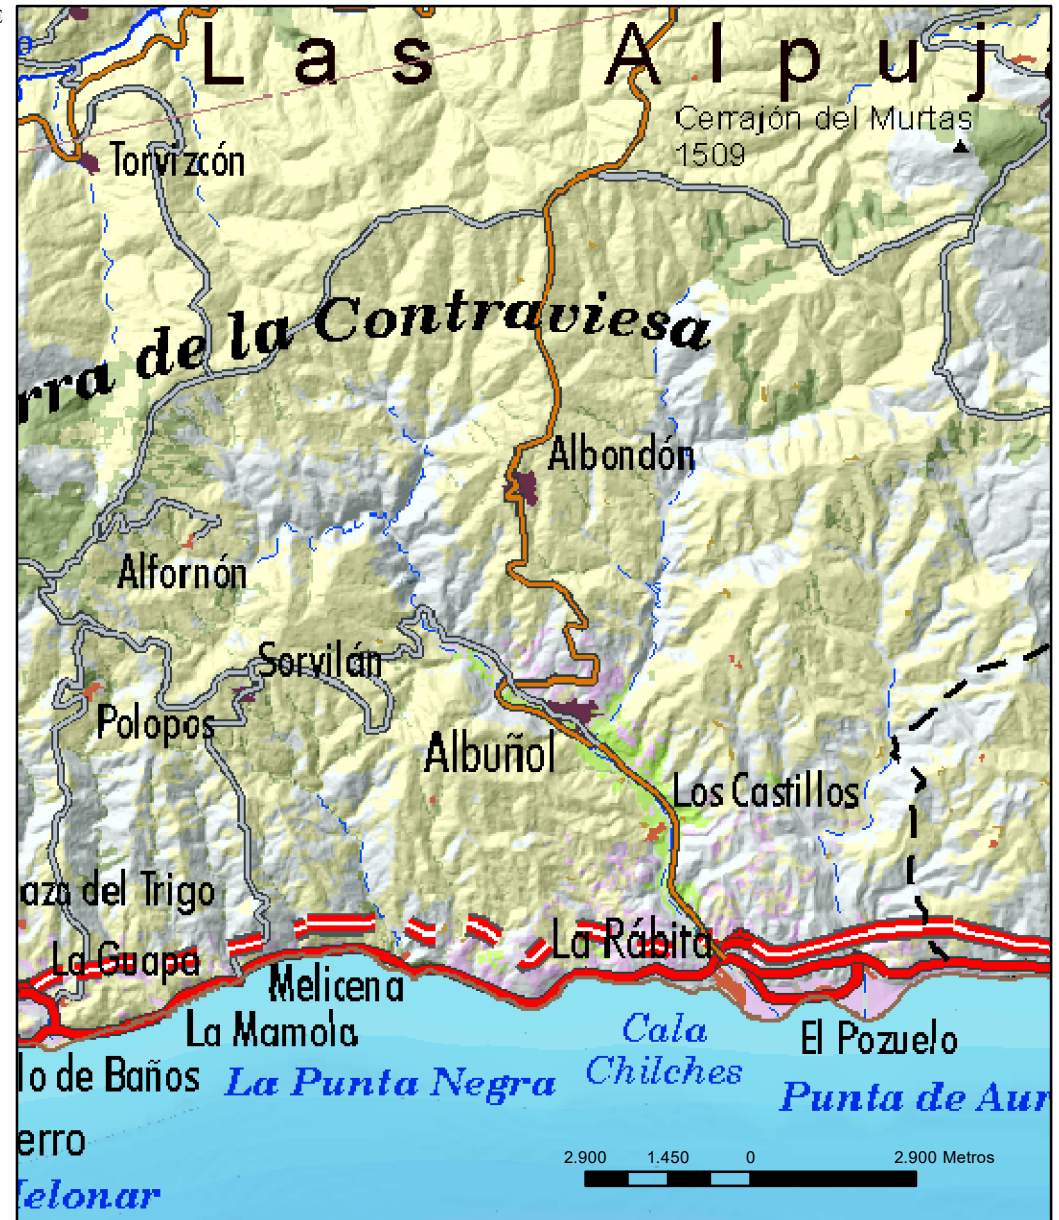 Las Alpuj
Cerrajón del Murtas
1509
Torvizcón
rra de la Contraviesa
Albondón
Alfornón
Sorvilán
Polopos
Albuñol
Los Castillos
aza del Trigo
La Rábita
La Guapa
Melicena
La Mamola
Cala
Chilches
El Pozuelo
lo de Baños
La Punta Negra
Punta de Aur
erro
elonar
2.900 1.450 0 2.900 Metros